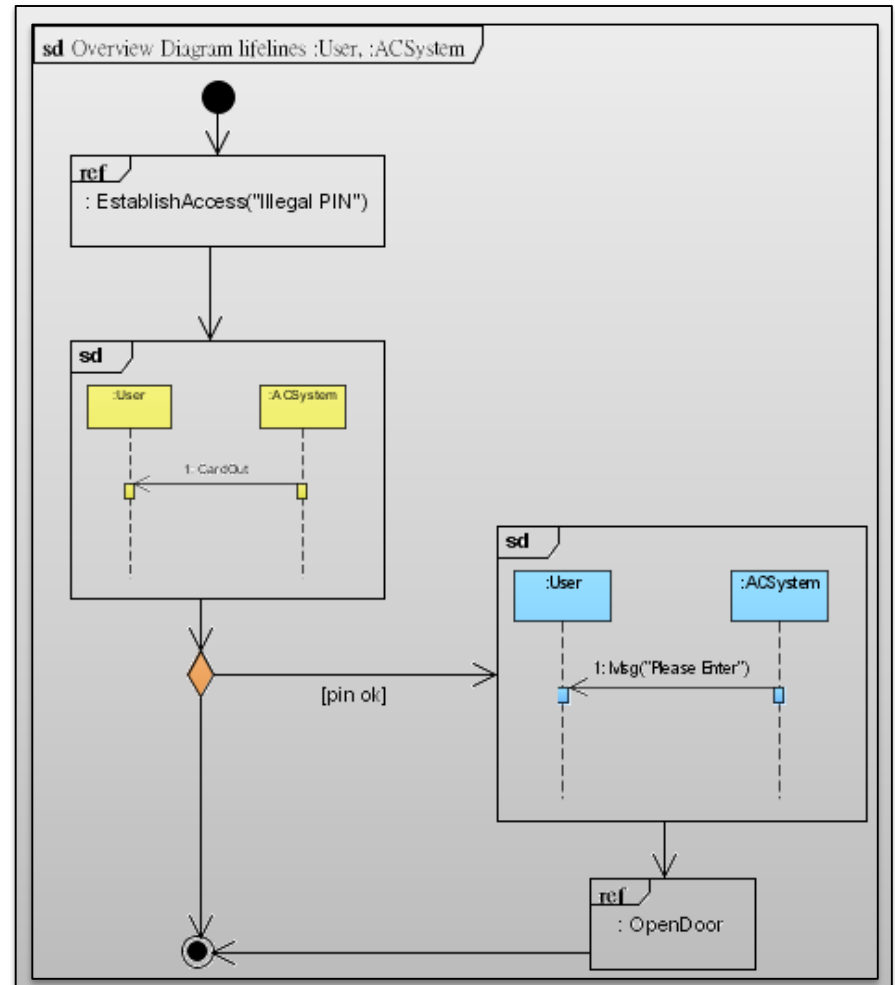 sd Overview Diagram lifelines :User, :ACSystem
ref
: EstablishAccess("Illegal PIN")
sd
:User :ACSystem
1: CardOut
sd
:User :ACSystem
1: Msg("Please Enter")
[pin ok]
ref
: OpenDoor